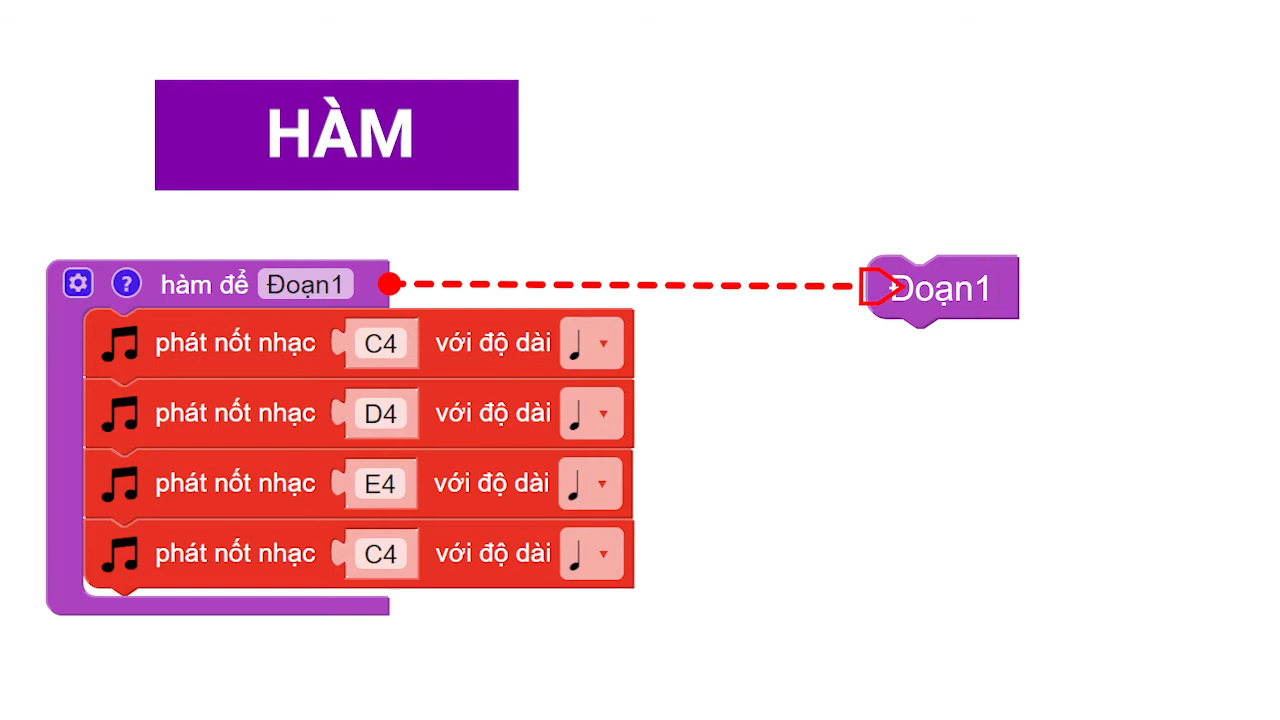 HÀM
? hàm để Đoạn1
Đoạn1
phát nốt nhạc C4 với độ dài
phát nốt nhạc D4 với độ dài
phát nốt nhạc E4 với độ dài
phát nốt nhạc C4 với độ dài